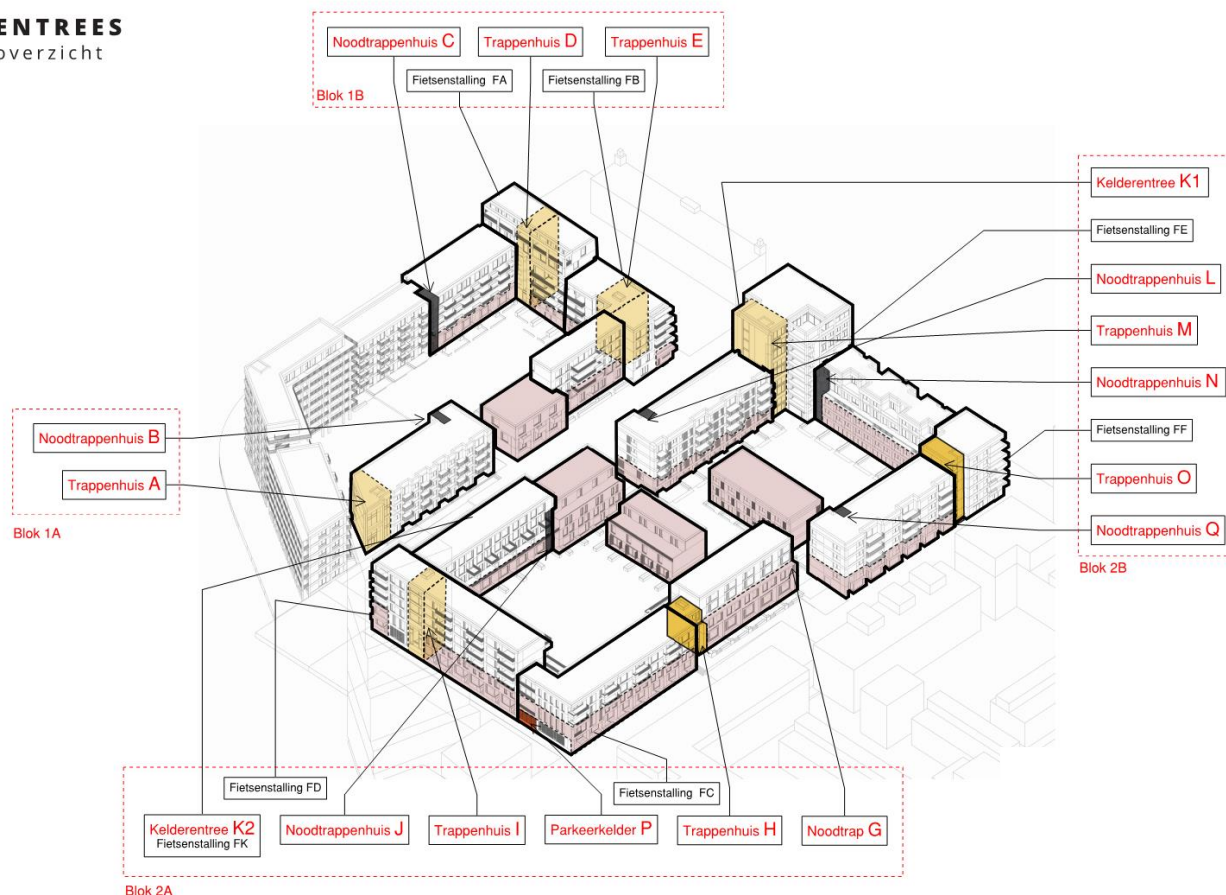 ENTREES
overzicht
Noodtrappenhuis C
Trappenhuis D
Trappenhuis E
Fietsenstalling FA
Fietsenstalling FB
Blok 1B
Kelderentree K1
Fietsenstalling FE
Noodtrappenhuis L
Trappenhuis M
Noodtrappenhuis N
Fietsenstalling FF
Trappenhuis O
Noodtrappenhuis Q
Blok 2B
Noodtrappenhuis B
Trappenhuis A
Blok 1A
Fietsenstalling FD
Fietsenstalling FC
Kelderentree K2
Fietsenstalling FK
Noodtrappenhuis J
Trappenhuis I
Parkeerkelder P
Trappenhuis H
Noodtrap G
Blok 2A